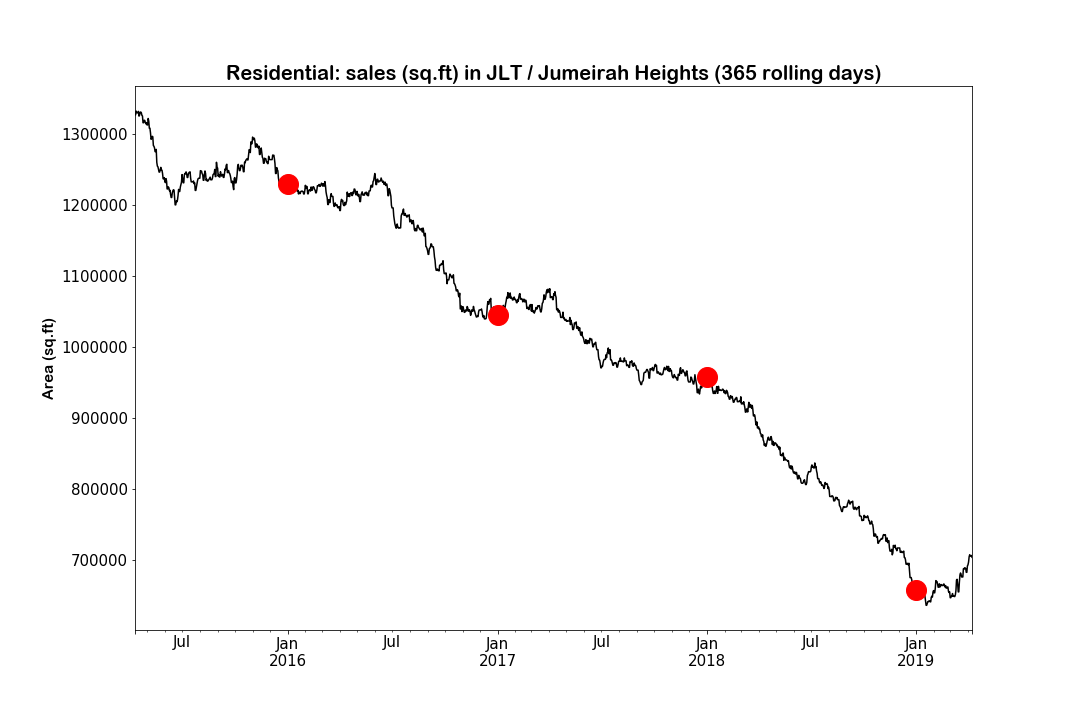 Residential: sales (sq.ft) in JLT / Jumeirah Heights (365 rolling days)
1300000
1200000
1100000
1000000
900000
800000
700000
Area (sq.ft)
Jul
Jan
2016
Jul
Jan
2017
Jul
Jan
2018
Jul
Jan
2019